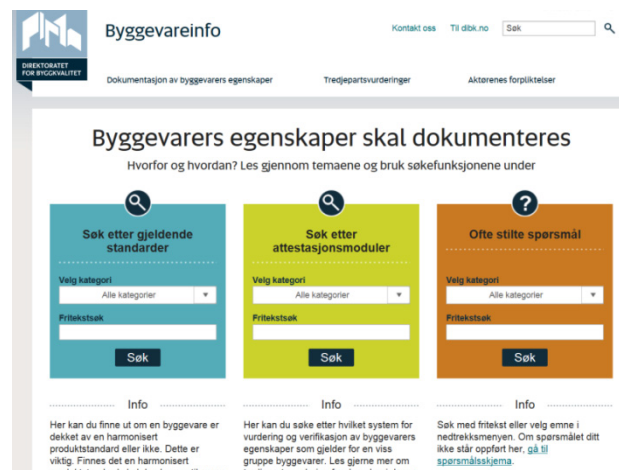 Byggevareinfo
Kontakt oss
Til dibk.no
Søk
DIREKTORATET
FOR BYGGKVALITET
Dokumentasjon av byggevarers egenskaper
Tredjepartsvurderinger
Aktørenes forpliktelser
Byggevarers egenskaper skal dokumenteres
Hvorfor og hvordan? Les gjennom temaene og bruk søkefunksjonene under
Søk etter gjeldende
standarder
Velg kategori
Alle kategorier
Fritekstsøk
Søk
Info
Her kan du finne ut om en byggevare er
dekket av en harmonisert
produktstandard eller ikke. Dette er
viktig. Finnes det en harmonisert
Søk etter
attestasjonsmoduler
Velg kategori
Alle kategorier
Fritekstsøk
Søk
Info
Her kan du søke etter hvilket system for
vurdering og verifikasjon av byggevarers
egenskaper som gjelder for en viss
gruppe byggevarer. Les gjerne mer om
?
Ofte stilte spørsmål
Velg kategori
Alle kategorier
Fritekstsøk
Søk
Info
Søk med fritekst eller velg emne i
nedtrekksmenyen. Om spørsmålet ditt
ikke står oppført her, gå til
spørsmålsskjema.